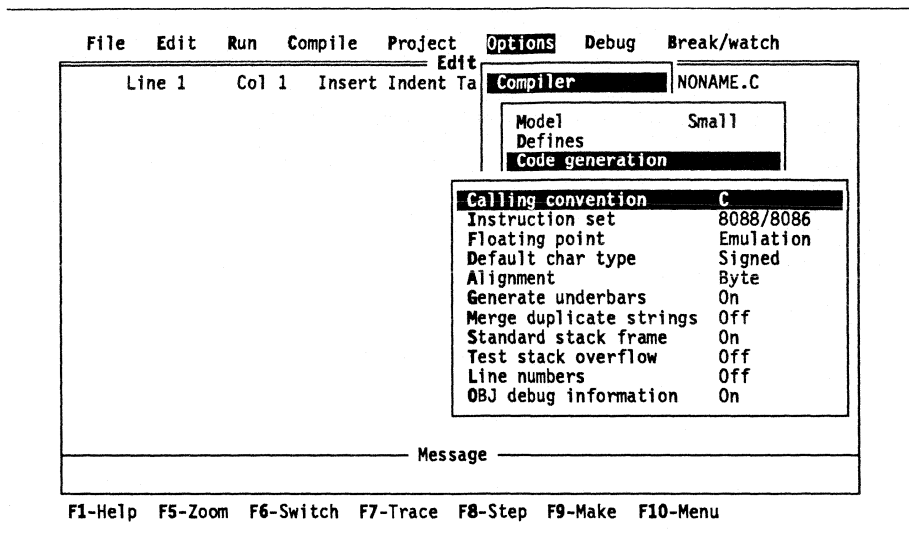 File Edit Run Compile Project Options Debug Break/watch
Edit
Line 1 Col 1 Insert Indent Ta Compiler NONAME.C
Model Small
Defines
Code generation
Calling convention C
Instruction set 8088/8086
Floating point Emulation
Default char type Signed
Alignment Byte
Generate underbars On
Merge duplicate strings Off
Standard stack frame On
Test stack overflow Off
Line numbers Off
OBJ debug information On
Message
F1-Help F5-Zoom F6-Switch F7-Trace F8-Step F9-Make F10-Menu